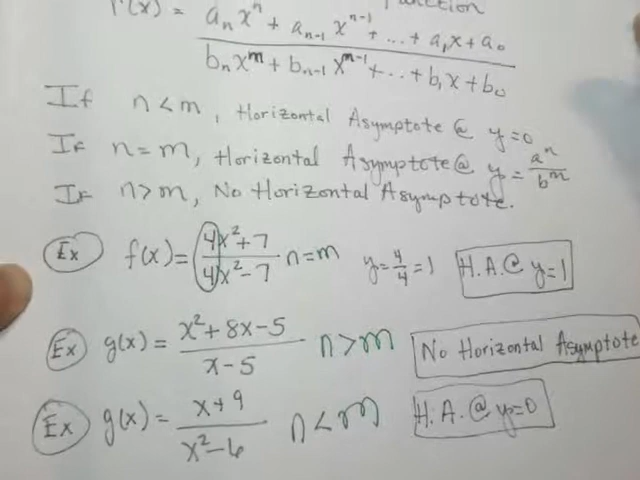 Function
r(x) = (aₙxⁿ + aₙ₋₁xⁿ⁻¹ + ... + a₁x + a₀) / (bₙxᵐ + bₙ₋₁xᵐ⁻¹ + ... + b₁x + b₀)
If n < m, Horizontal Asymptote @ y=0
If n = m, Horizontal Asymptote @ y = aⁿ/bᵐ
If n > m, No Horizontal Asymptote.
Ex f(x) = (4x²+7)/(4x²-7) n=m y=4/4=1 H.A.@ y=1
Ex g(x) = (x²+8x-5)/(x-5) n>m No Horizontal Asymptote
Ex g(x) = (x+9)/(x²-6) n<m H.A.@ y=0